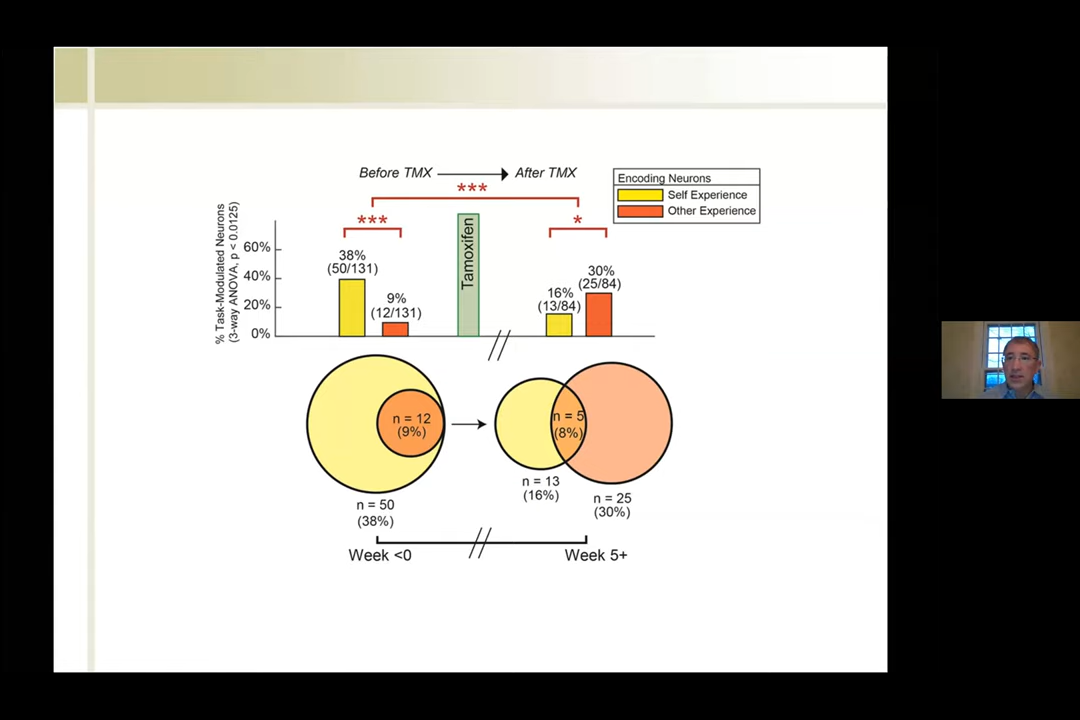 Before TMX
After TMX
***
Encoding Neurons
Self Experience
Other Experience
% Task-Modulated Neurons
(3-way ANOVA, p < 0.0125)
60%
40%
20%
0%
***
38%
(50/131)
9%
(12/131)
Tamoxifen
*
16%
(13/84)
30%
(25/84)
n = 12
(9%)
n = 50
(38%)
n = 5
(8%)
n = 13
(16%)
n = 25
(30%)
Week <0
Week 5+